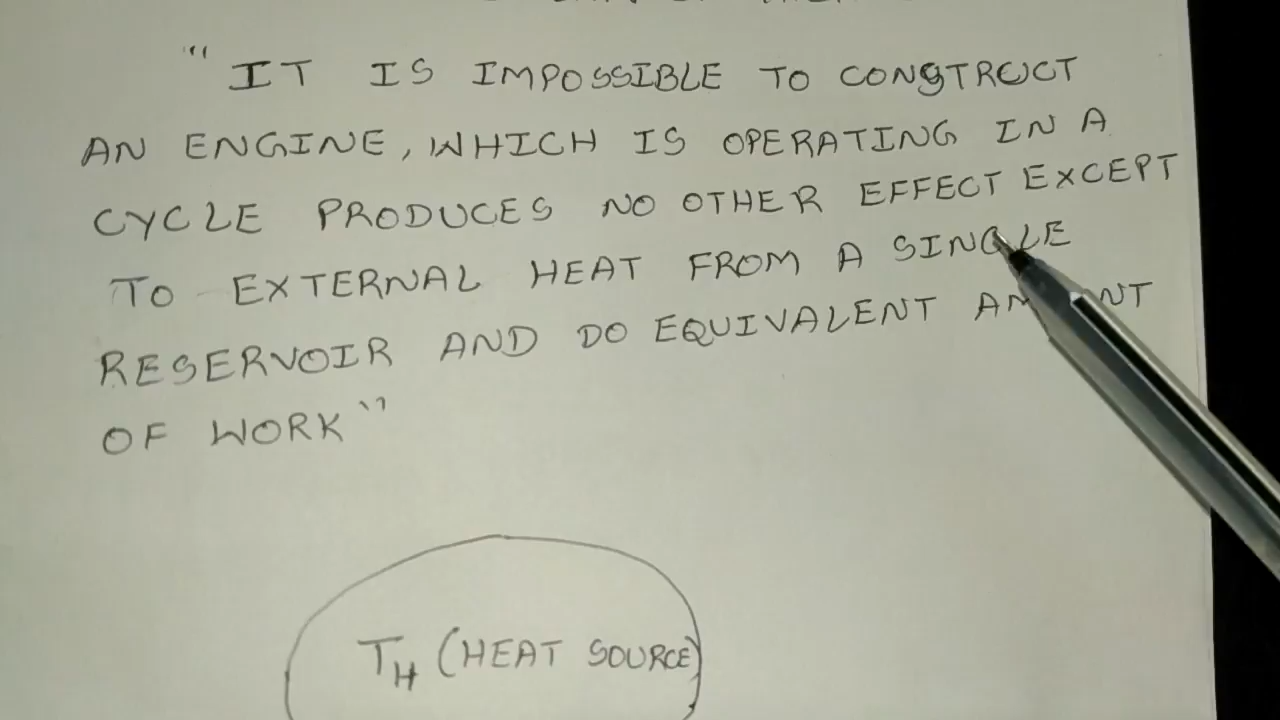 "IT IS IMPOSSIBLE TO CONSTRUCT
AN ENGINE, WHICH IS OPERATING IN A
CYCLE PRODUCES NO OTHER EFFECT EXCEPT
TO EXTERNAL HEAT FROM A SINGLE
RESERVOIR AND DO EQUIVALENT AMOUNT
OF WORK"
TH (HEAT SOURCE)